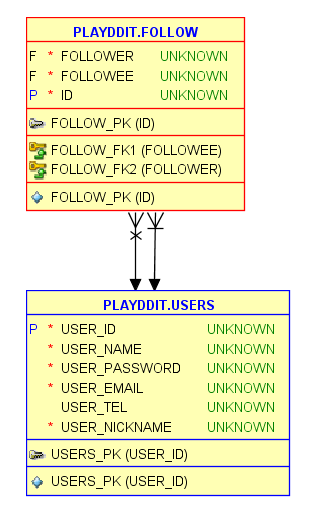 PLAYDDIT.FOLLOW
F * FOLLOWER UNKNOWN
F * FOLLOWEE UNKNOWN
P * ID UNKNOWN
FOLLOW_PK (ID)
FOLLOW_FK1 (FOLLOWEE)
FOLLOW_FK2 (FOLLOWER)
FOLLOW_PK (ID)
PLAYDDIT.USERS
P * USER_ID UNKNOWN
* USER_NAME UNKNOWN
* USER_PASSWORD UNKNOWN
* USER_EMAIL UNKNOWN
USER_TEL UNKNOWN
* USER_NICKNAME UNKNOWN
USERS_PK (USER_ID)
USERS_PK (USER_ID)